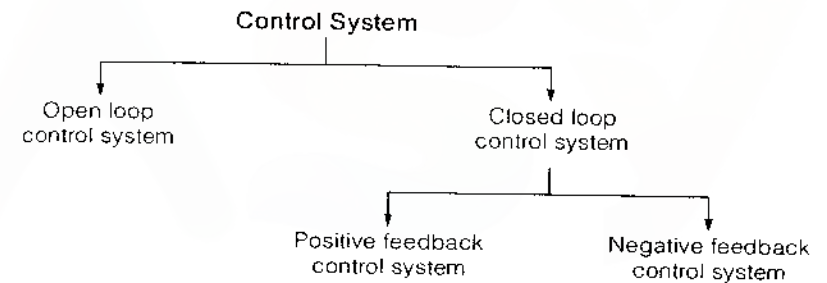 Control System
Open loop
control system
Closed loop
control system
Positive feedback
control system
Negative feedback
control system